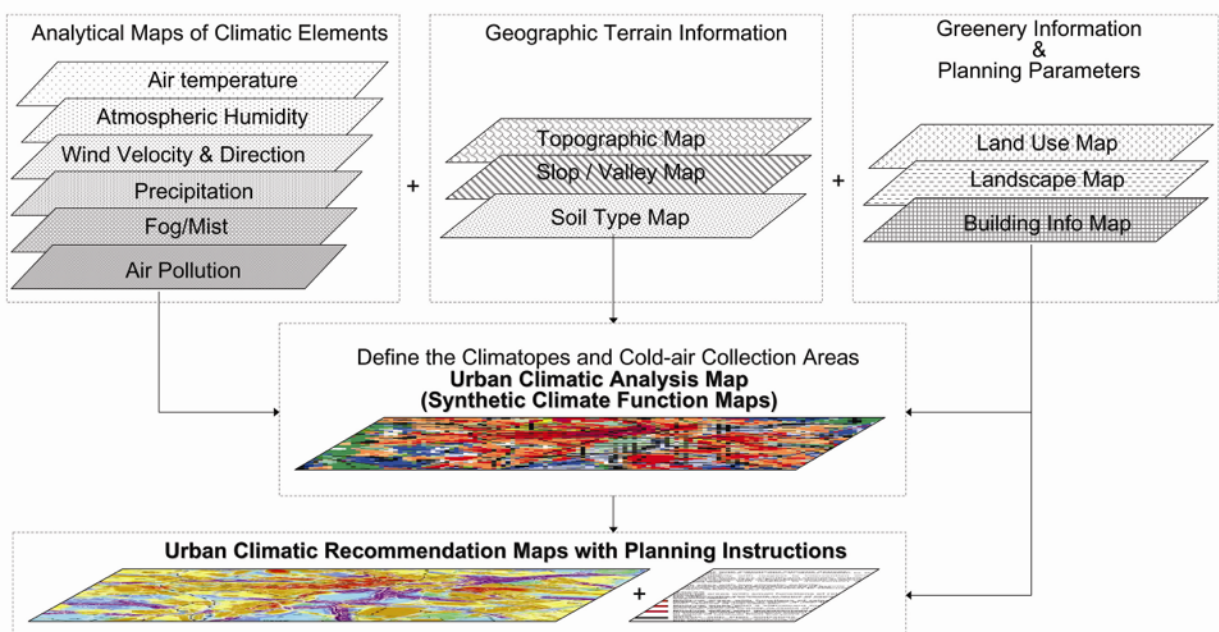 Analytical Maps of Climatic Elements
Air temperature
Atmospheric Humidity
Wind Velocity & Direction
Precipitation
Fog/Mist
Air Pollution
+
Geographic Terrain Information
Topographic Map
Slop / Valley Map
Soil Type Map
+
Greenery Information
&
Planning Parameters
Land Use Map
Landscape Map
Building Info Map
Define the Climatopes and Cold-air Collection Areas
Urban Climatic Analysis Map
(Synthetic Climate Function Maps)
Urban Climatic Recommendation Maps with Planning Instructions
+